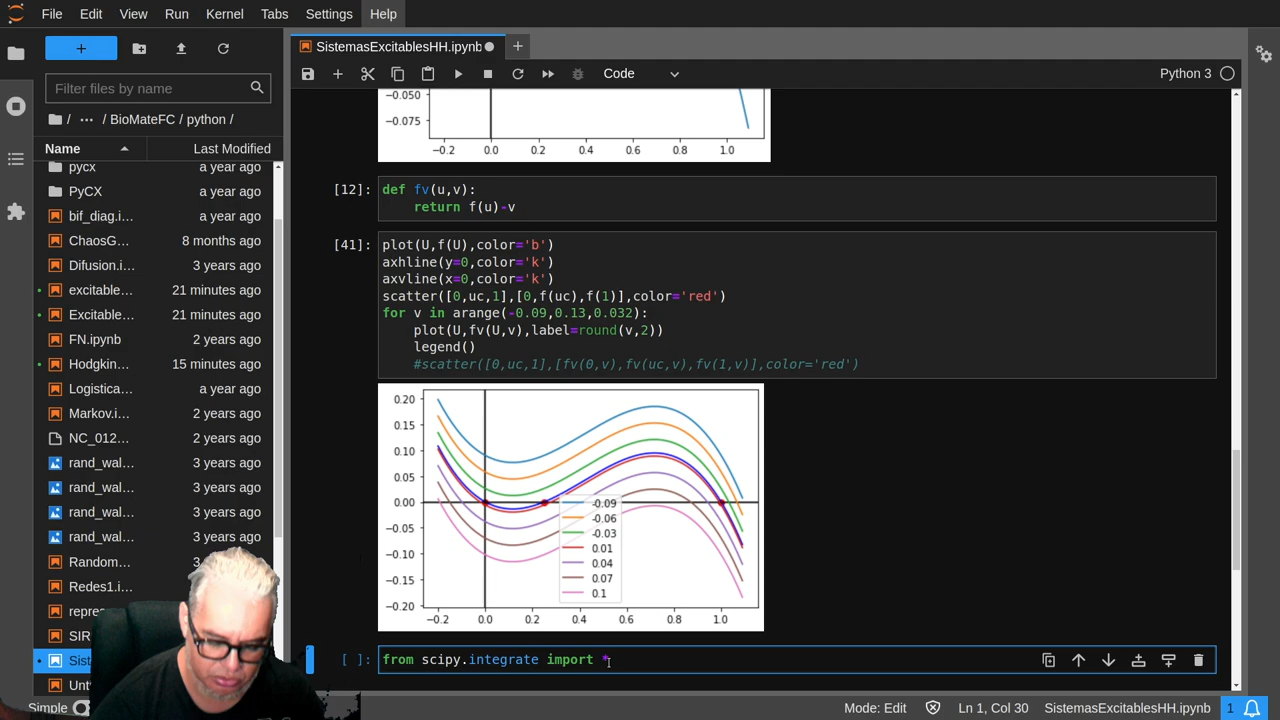 File Edit View Run Kernel Tabs Settings Help
SistemasExcitablesHH.ipynb
Code
Python 3
Filter files by name
/ ··· / BioMateFC / python /
Name Last Modified
pycx a year ago
PyCX a year ago
bif_diag.i... a year ago
ChaosG... 8 months ago
Difusion.i... 3 years ago
excitable... 21 minutes ago
Excitable... 21 minutes ago
FN.ipynb 2 years ago
Hodgkin... 15 minutes ago
Logistica... a year ago
Markov.i... 2 years ago
NC_012... 2 years ago
rand_wal... 3 years ago
rand_wal... 3 years ago
rand_wal... 3 years ago
rand_wal... 3 years ago
Random... 3
Redes1.i...
repre
SIR
Sist
Unt
−0.050
−0.075
−0.2 0.0 0.2 0.4 0.6 0.8 1.0
[12]:
def fv(u,v):
return f(u)-v
[41]:
plot(U,f(U),color='b')
axhline(y=0,color='k')
axvline(x=0,color='k')
scatter([0,uc,1],[0,f(uc),f(1)],color='red')
for v in arange(-0.09,0.13,0.032):
plot(U,fv(U,v),label=round(v,2))
legend()
#scatter([0,uc,1],[fv(0,v),fv(uc,v),fv(1,v)],color='red')
0.20
0.15
0.10
0.05
0.00
−0.05
−0.10
−0.15
−0.20
-0.09
-0.06
-0.03
0.01
0.04
0.07
0.1
−0.2 0.0 0.2 0.4 0.6 0.8 1.0
[ ]:
from scipy.integrate import *
Simple
Mode: Edit
Ln 1, Col 30
SistemasExcitablesHH.ipynb
1